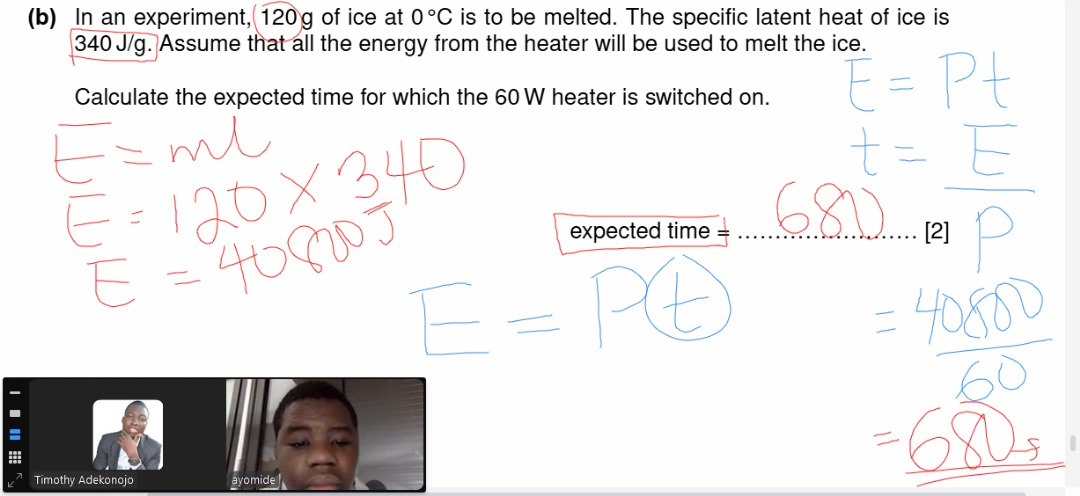 (b) In an experiment, 120 g of ice at 0 °C is to be melted. The specific latent heat of ice is
340 J/g. Assume that all the energy from the heater will be used to melt the ice.
Calculate the expected time for which the 60 W heater is switched on.
E = ml
E = 120 × 340
E = 40800 J
expected time = 680 [2]
E = Pt
E = Pt
t = E
P
= 40800
60
= 680 s
Timothy Adekonojo
ayomide